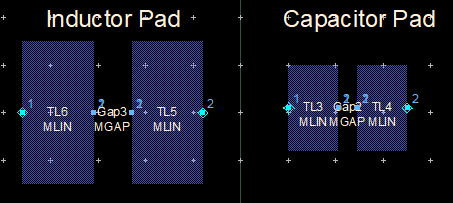 Inductor Pad
Capacitor Pad
1 2 2 2
TL6 Gap3 TL5
MLIN MGAP MLIN
1 2 2 2
TL3 Gap2 TL4
MLIN MGAP MLIN